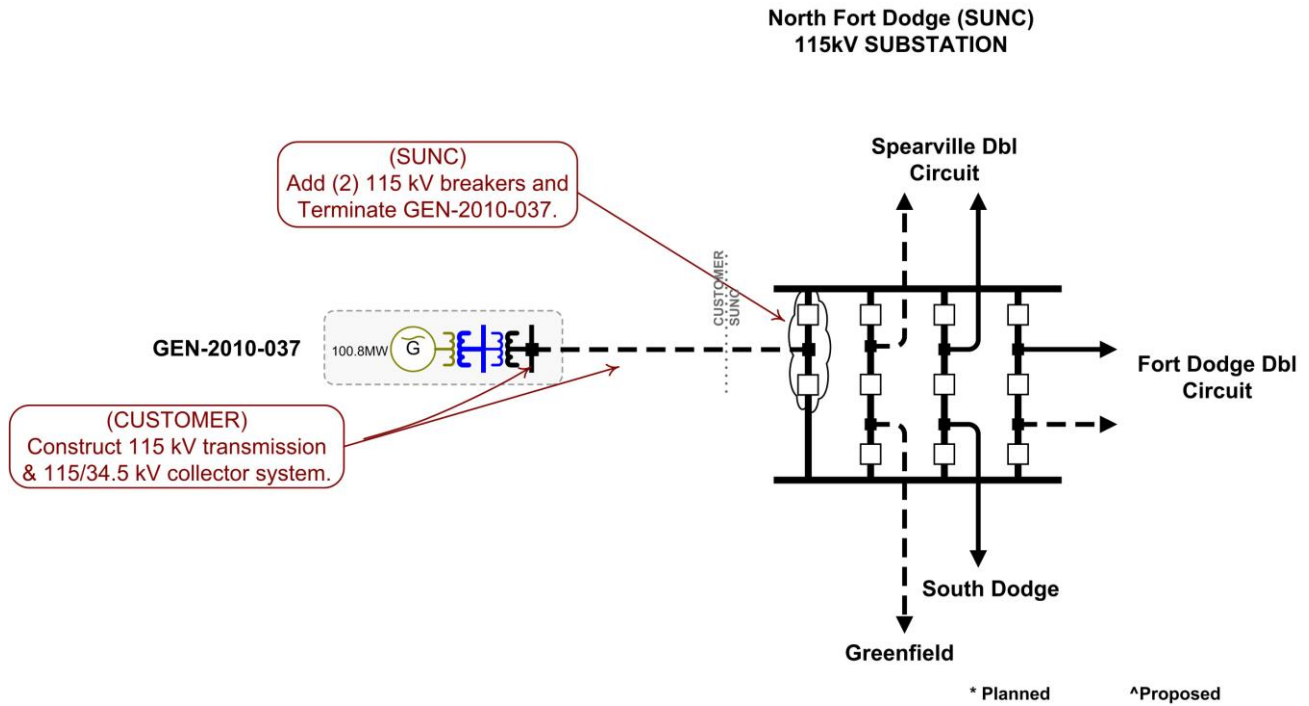 North Fort Dodge (SUNC)
115kV SUBSTATION
(SUNC)
Add (2) 115 kV breakers and
Terminate GEN-2010-037.
Spearville Dbl
Circuit
CUSTOMER
SUNC
GEN-2010-037
100.8MW
G
Fort Dodge Dbl
Circuit
(CUSTOMER)
Construct 115 kV transmission
& 115/34.5 kV collector system.
South Dodge
Greenfield
* Planned
^Proposed